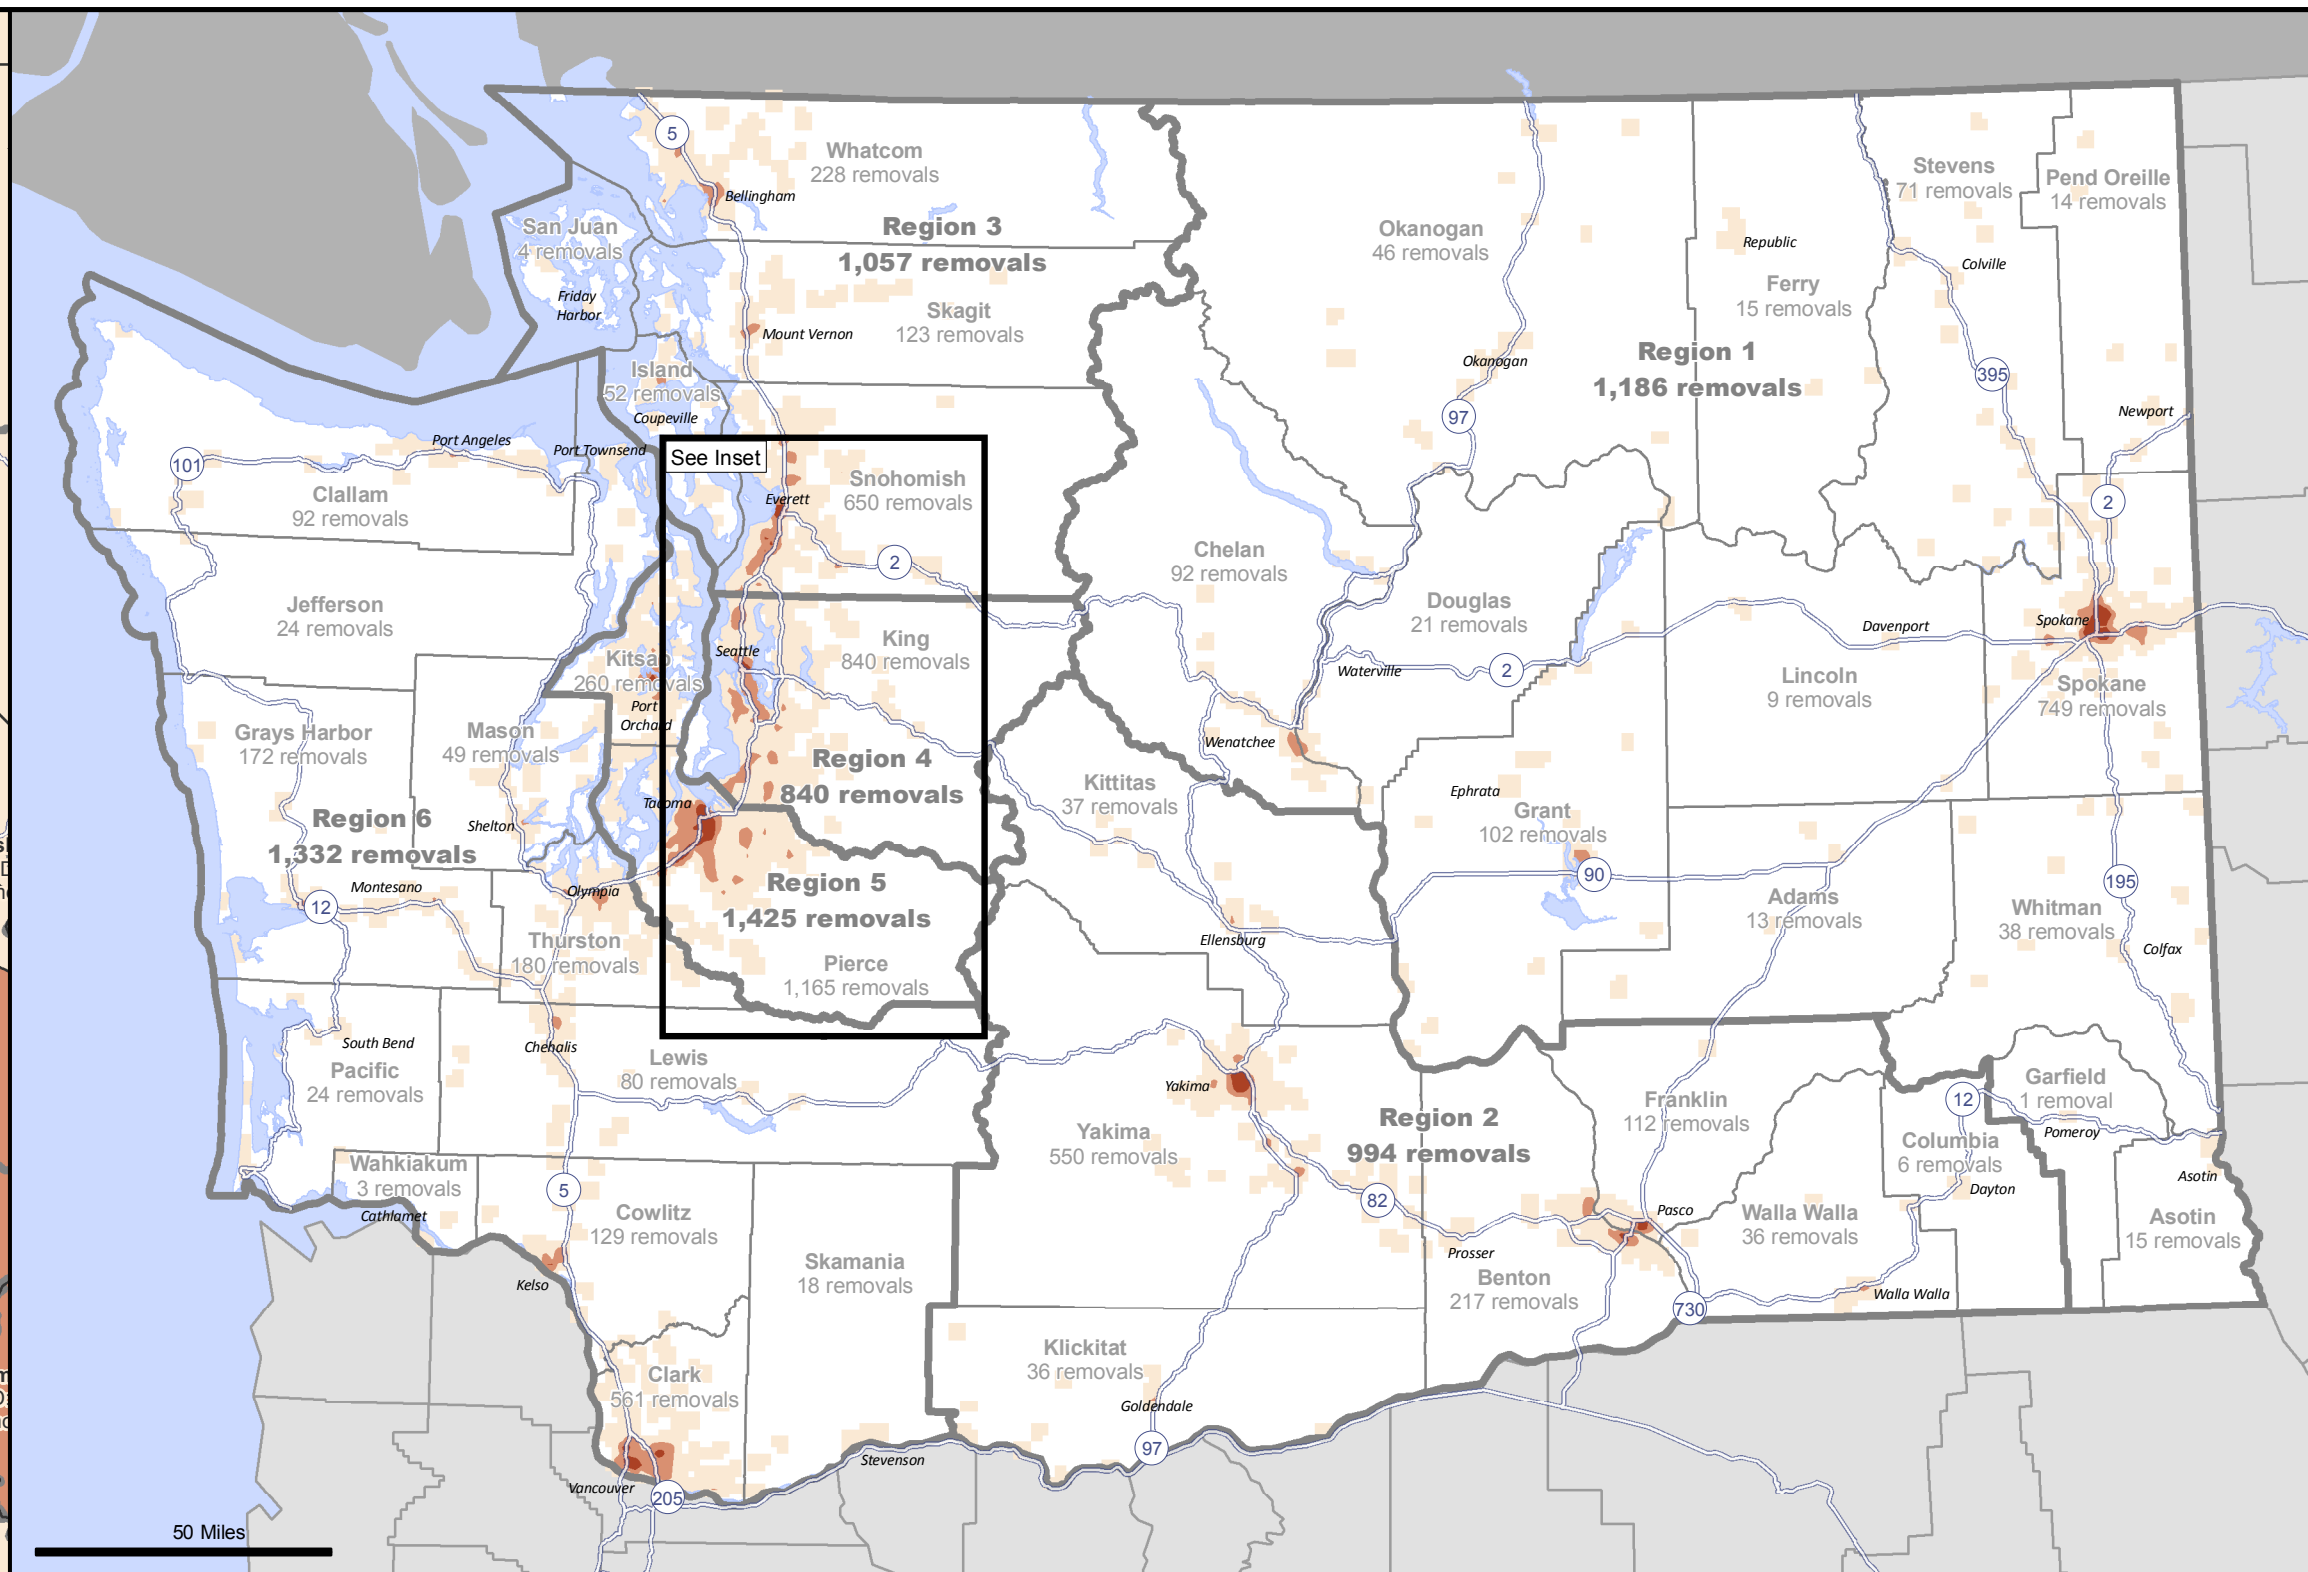 5
Whatcom
228 removals
Bellingham
Region 3
1,057 removals
San Juan
4 removals
Friday
Harbor
Skagit
123 removals
Mount Vernon
Island
52 removals
Coupeville
Okanogan
46 removals
Okanogan
97
Republic
Ferry
15 removals
Region 1
1,186 removals
Stevens
71 removals
Colville
395
Pend Oreille
14 removals
Newport
2
101
Port Angeles
Port Townsend
Clallam
92 removals
See Inset
Snohomish
650 removals
Everett
2
Jefferson
24 removals
Kitsap
260 removals
Port
Orchard
Seattle
King
840 removals
Region 4
840 removals
Chelan
92 removals
Wenatchee
Douglas
21 removals
Waterville
2
Davenport
Lincoln
9 removals
Spokane
Spokane
749 removals
Grays Harbor
172 removals
Mason
49 removals
Shelton
Region 6
1,332 removals
Montesano
12
Olympia
Thurston
180 removals
Tacoma
Region 5
1,425 removals
Pierce
1,165 removals
Kittitas
37 removals
Ellensburg
Ephrata
Grant
102 removals
90
Adams
13 removals
195
Whitman
38 removals
Colfax
South Bend
Pacific
24 removals
Chehalis
Lewis
80 removals
Yakima
Yakima
550 removals
Region 2
994 removals
82
Franklin
112 removals
Pasco
Garfield
1 removal
Pomeroy
12
Columbia
6 removals
Dayton
Asotin
Asotin
15 removals
Walla Walla
36 removals
Walla Walla
730
Prosser
Benton
217 removals
Wahkiakum
3 removals
Cathlamet
5
Cowlitz
129 removals
Kelso
Skamania
18 removals
Stevenson
Klickitat
36 removals
Goldendale
97
Clark
561 removals
Vancouver
205
50 Miles